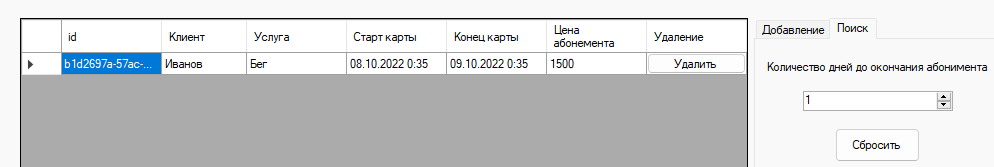 id Клиент Услуга Старт карты Конец карты Цена абонемента Удаление
b1d2697a-57ac-... Иванов Бег 08.10.2022 0:35 09.10.2022 0:35 1500 Удалить
Добавление Поиск
Количество дней до окончания абонимента
1
Сбросить